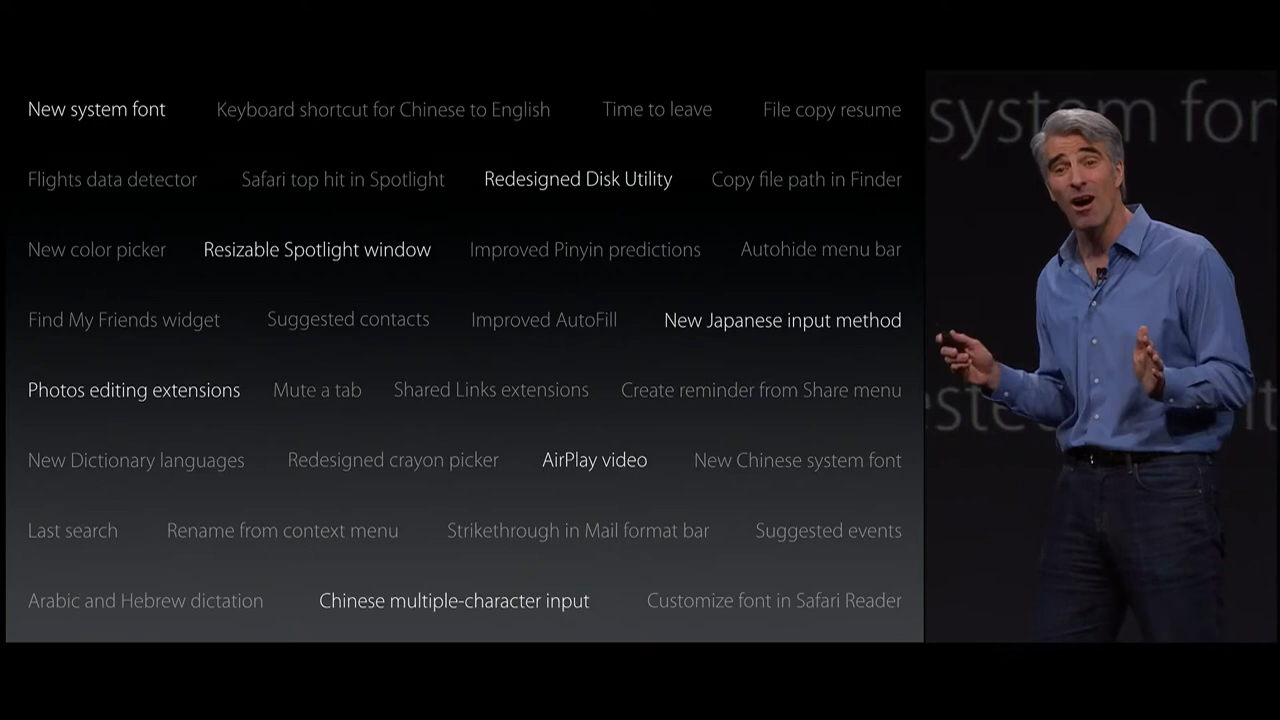 New system font Keyboard shortcut for Chinese to English Time to leave File copy resume
Flights data detector Safari top hit in Spotlight Redesigned Disk Utility Copy file path in Finder
New color picker Resizable Spotlight window Improved Pinyin predictions Autohide menu bar
Find My Friends widget Suggested contacts Improved AutoFill New Japanese input method
Photos editing extensions Mute a tab Shared Links extensions Create reminder from Share menu
New Dictionary languages Redesigned crayon picker AirPlay video New Chinese system font
Last search Rename from context menu Strikethrough in Mail format bar Suggested events
Arabic and Hebrew dictation Chinese multiple-character input Customize font in Safari Reader
system for